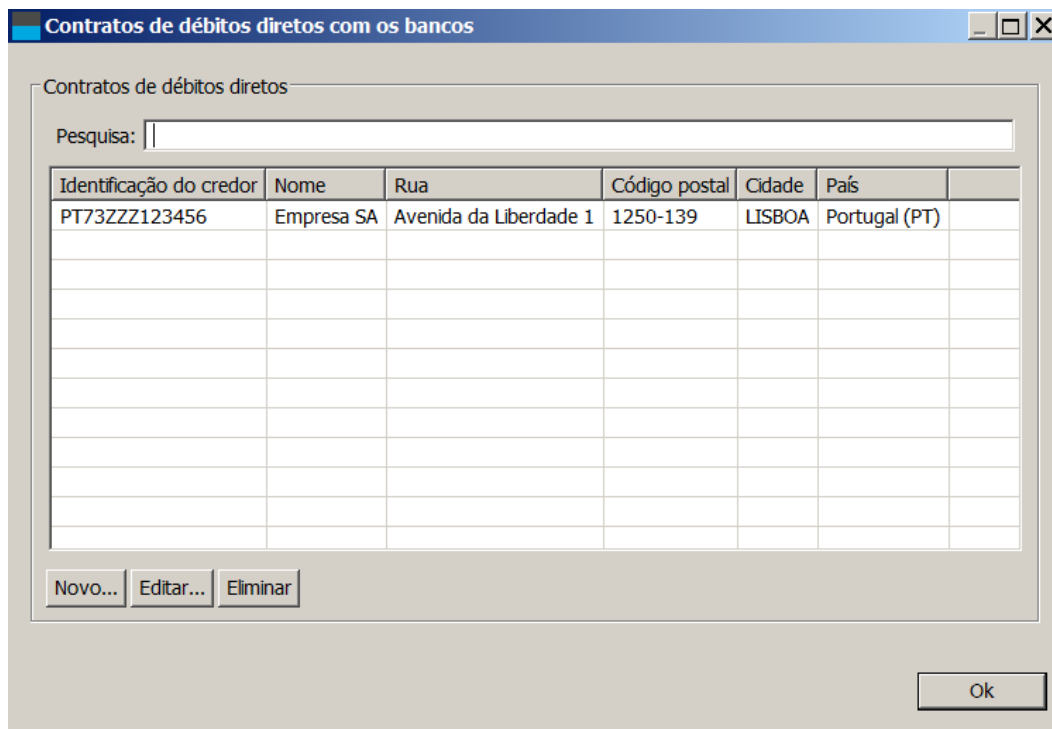 Contratos de débitos diretos com os bancos
Contratos de débitos diretos
Pesquisa:
Identificação do credor Nome Rua Código postal Cidade País
PT73ZZZ123456 Empresa SA Avenida da Liberdade 1 1250-139 LISBOA Portugal (PT)
Novo... Editar... Eliminar
Ok